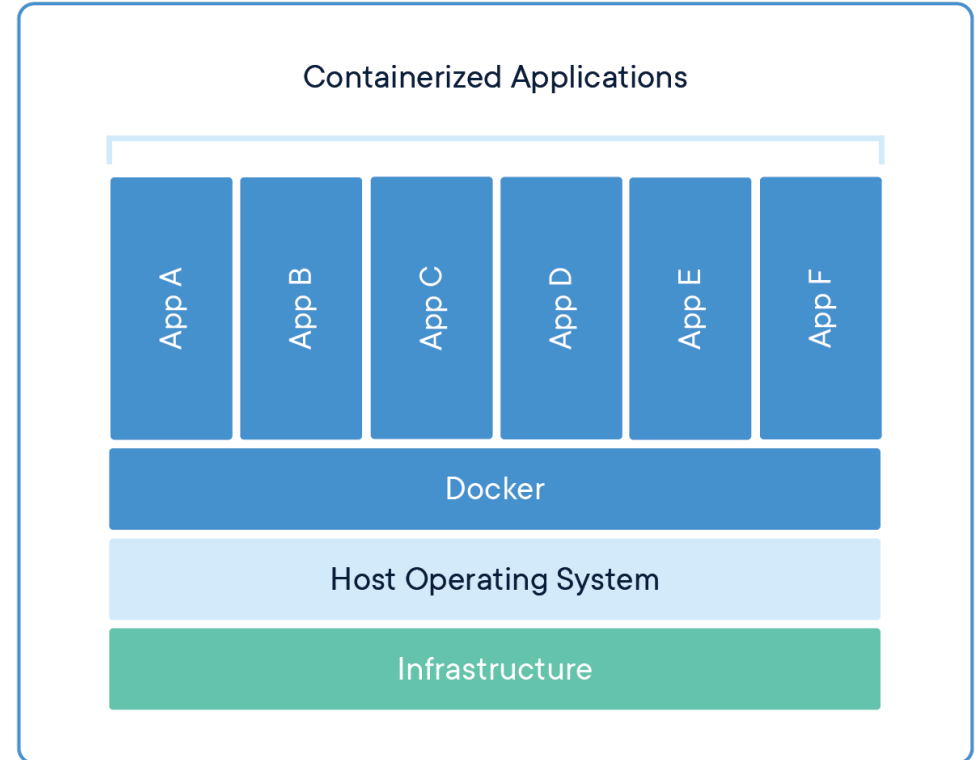 Containerized Applications
App A
App B
App C
App D
App E
App F
Docker
Host Operating System
Infrastructure